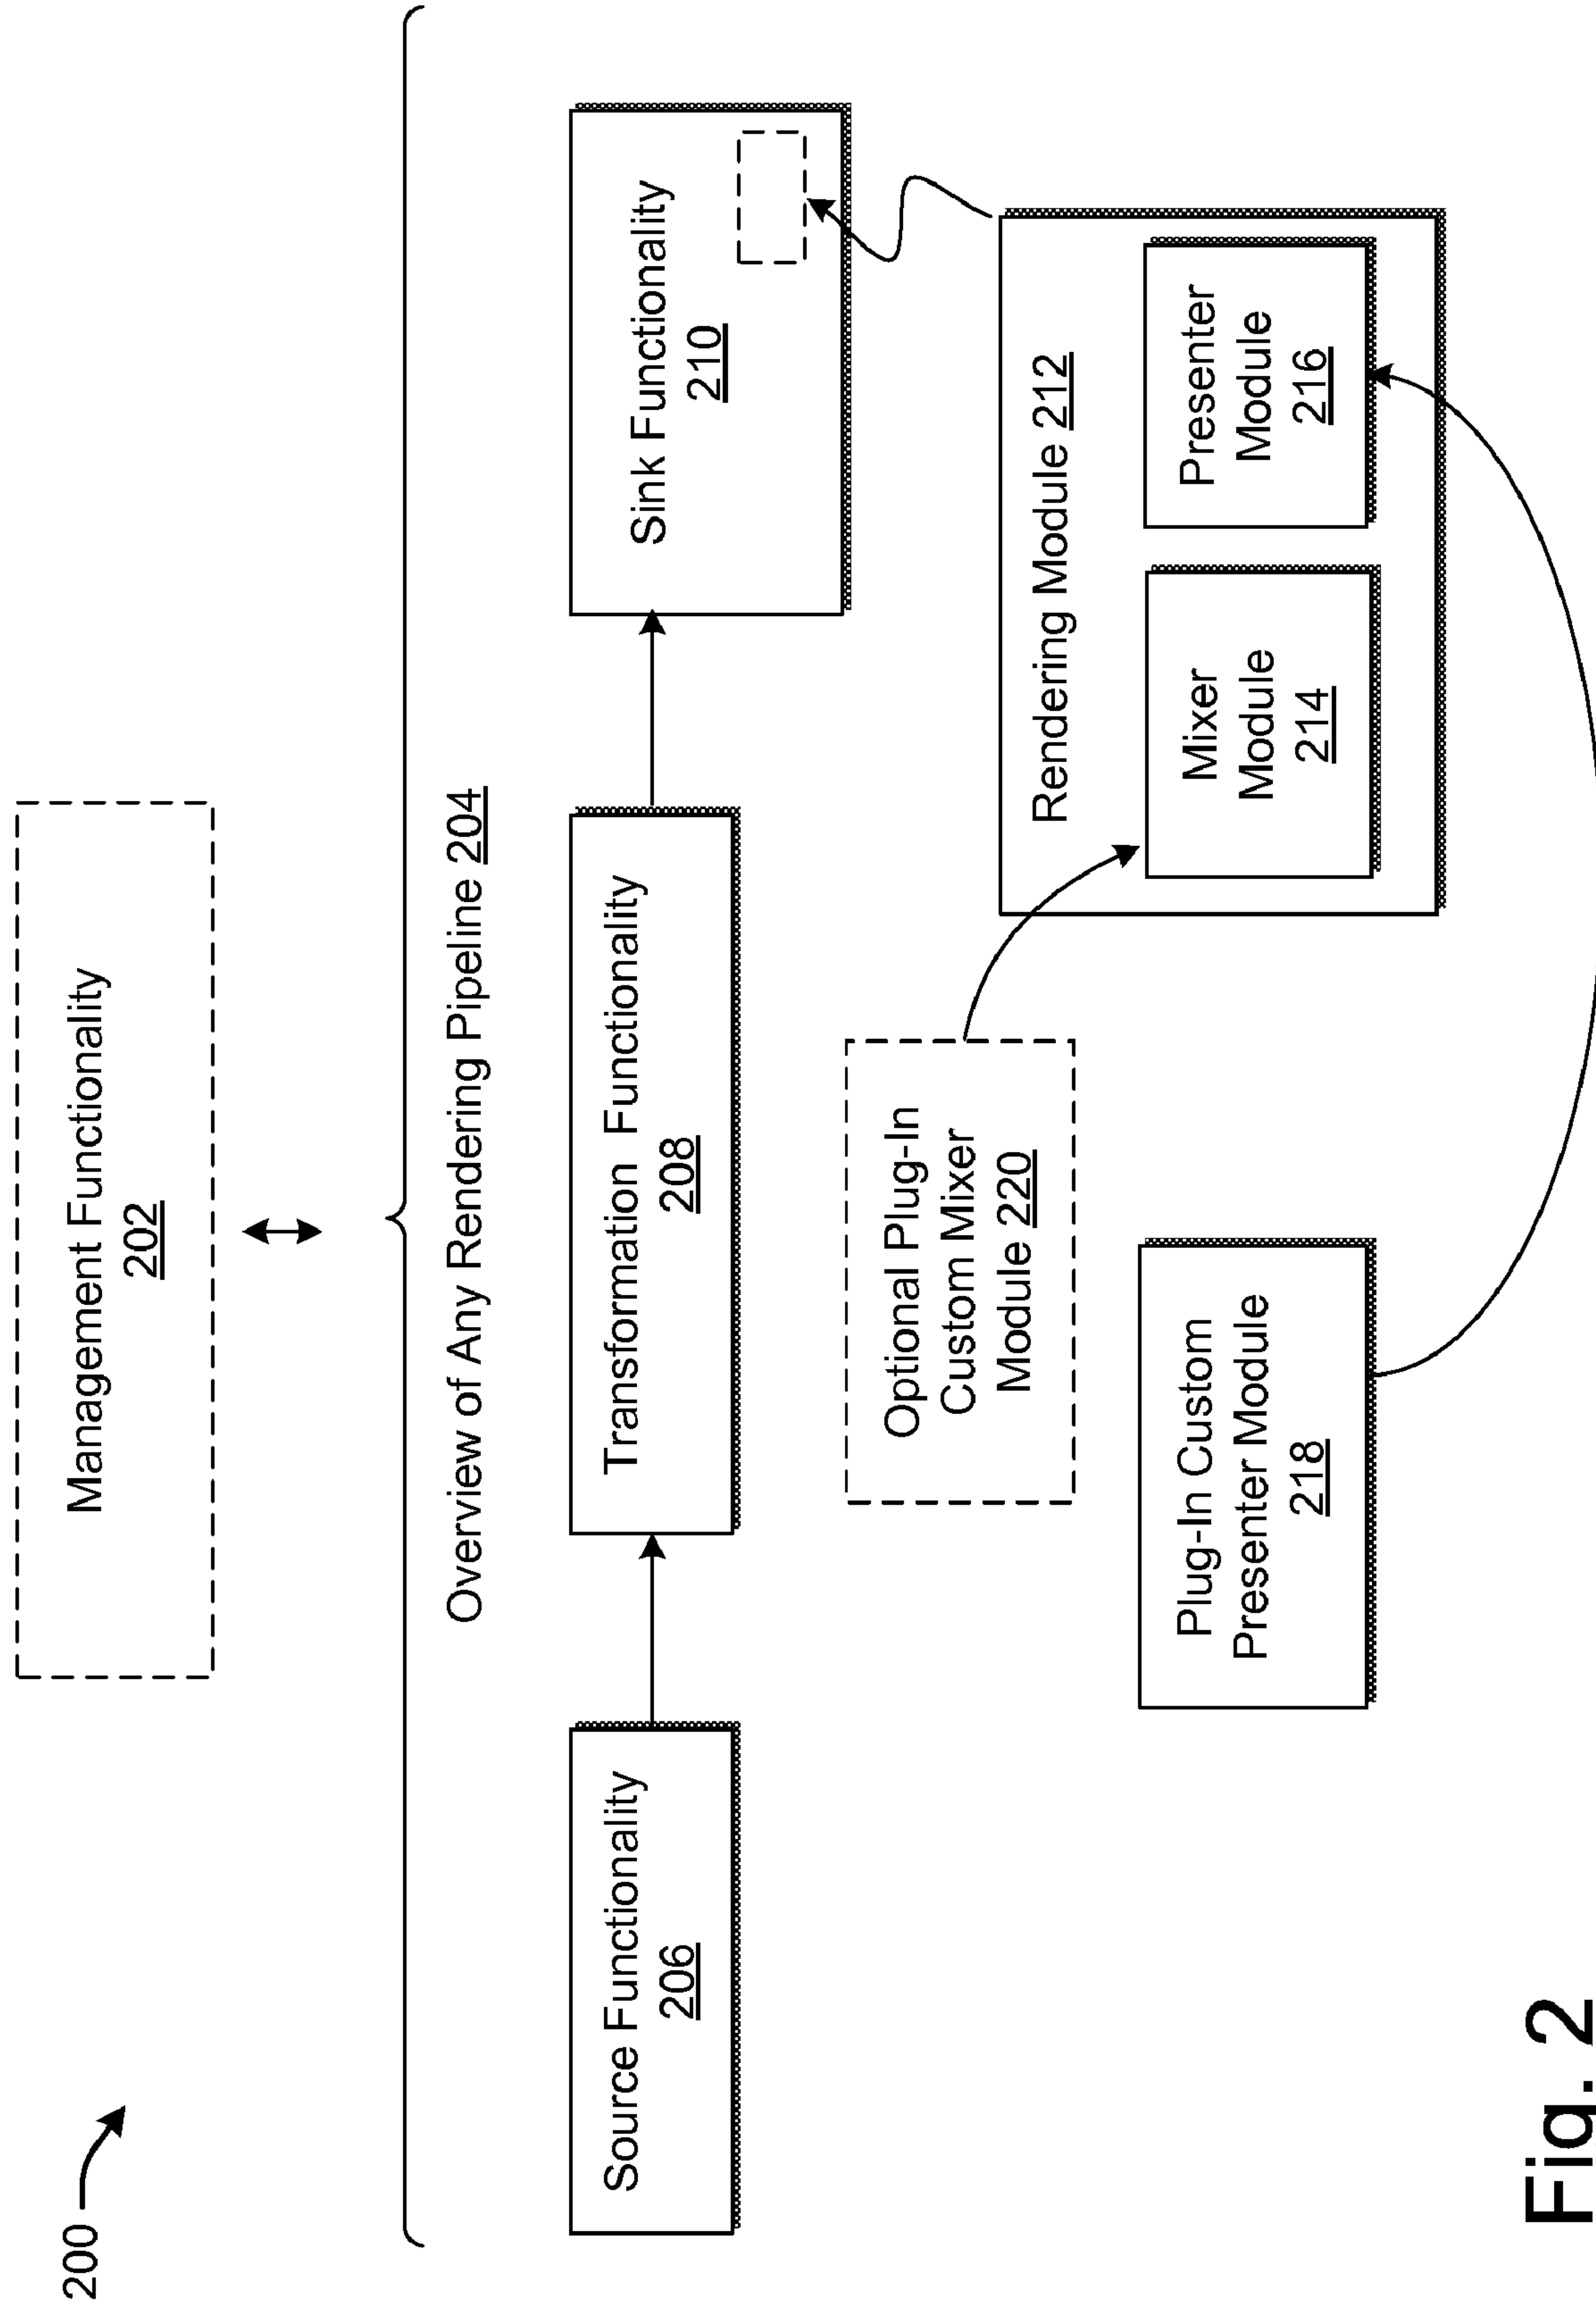 200
Management Functionality
202
Overview of Any Rendering Pipeline 204
Source Functionality
206
Transformation Functionality
208
Sink Functionality
210
Optional Plug-In
Custom Mixer
Module 220
Rendering Module 212
Mixer
Module
214
Presenter
Module
216
Plug-In Custom
Presenter Module
218
Fig. 2